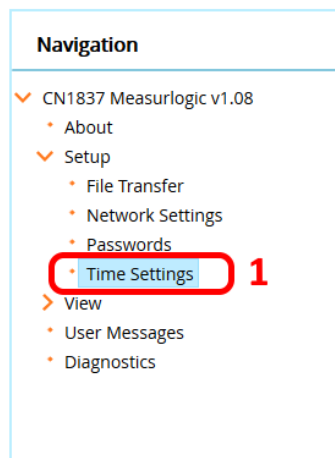 Navigation
CN1837 Measurlogic v1.08
About
Setup
File Transfer
Network Settings
Passwords
Time Settings 1
View
User Messages
Diagnostics